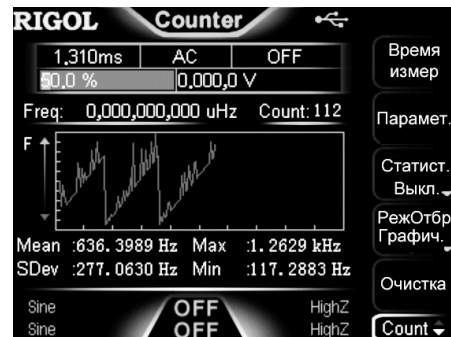 RIGOL Counter
1,310ms AC OFF
50.0 % 0.000,0 V
Freq: 0,000,000,000 uHz Count: 112
F
Mean :636.3989 Hz Max :1.2629 kHz
SDev :277.0630 Hz Min :117.2883 Hz
Sine OFF HighZ
Sine OFF HighZ
Время
измер
Парамет.
Статист.
Выкл.
РежОтбр
Графич.
Очистка
Count